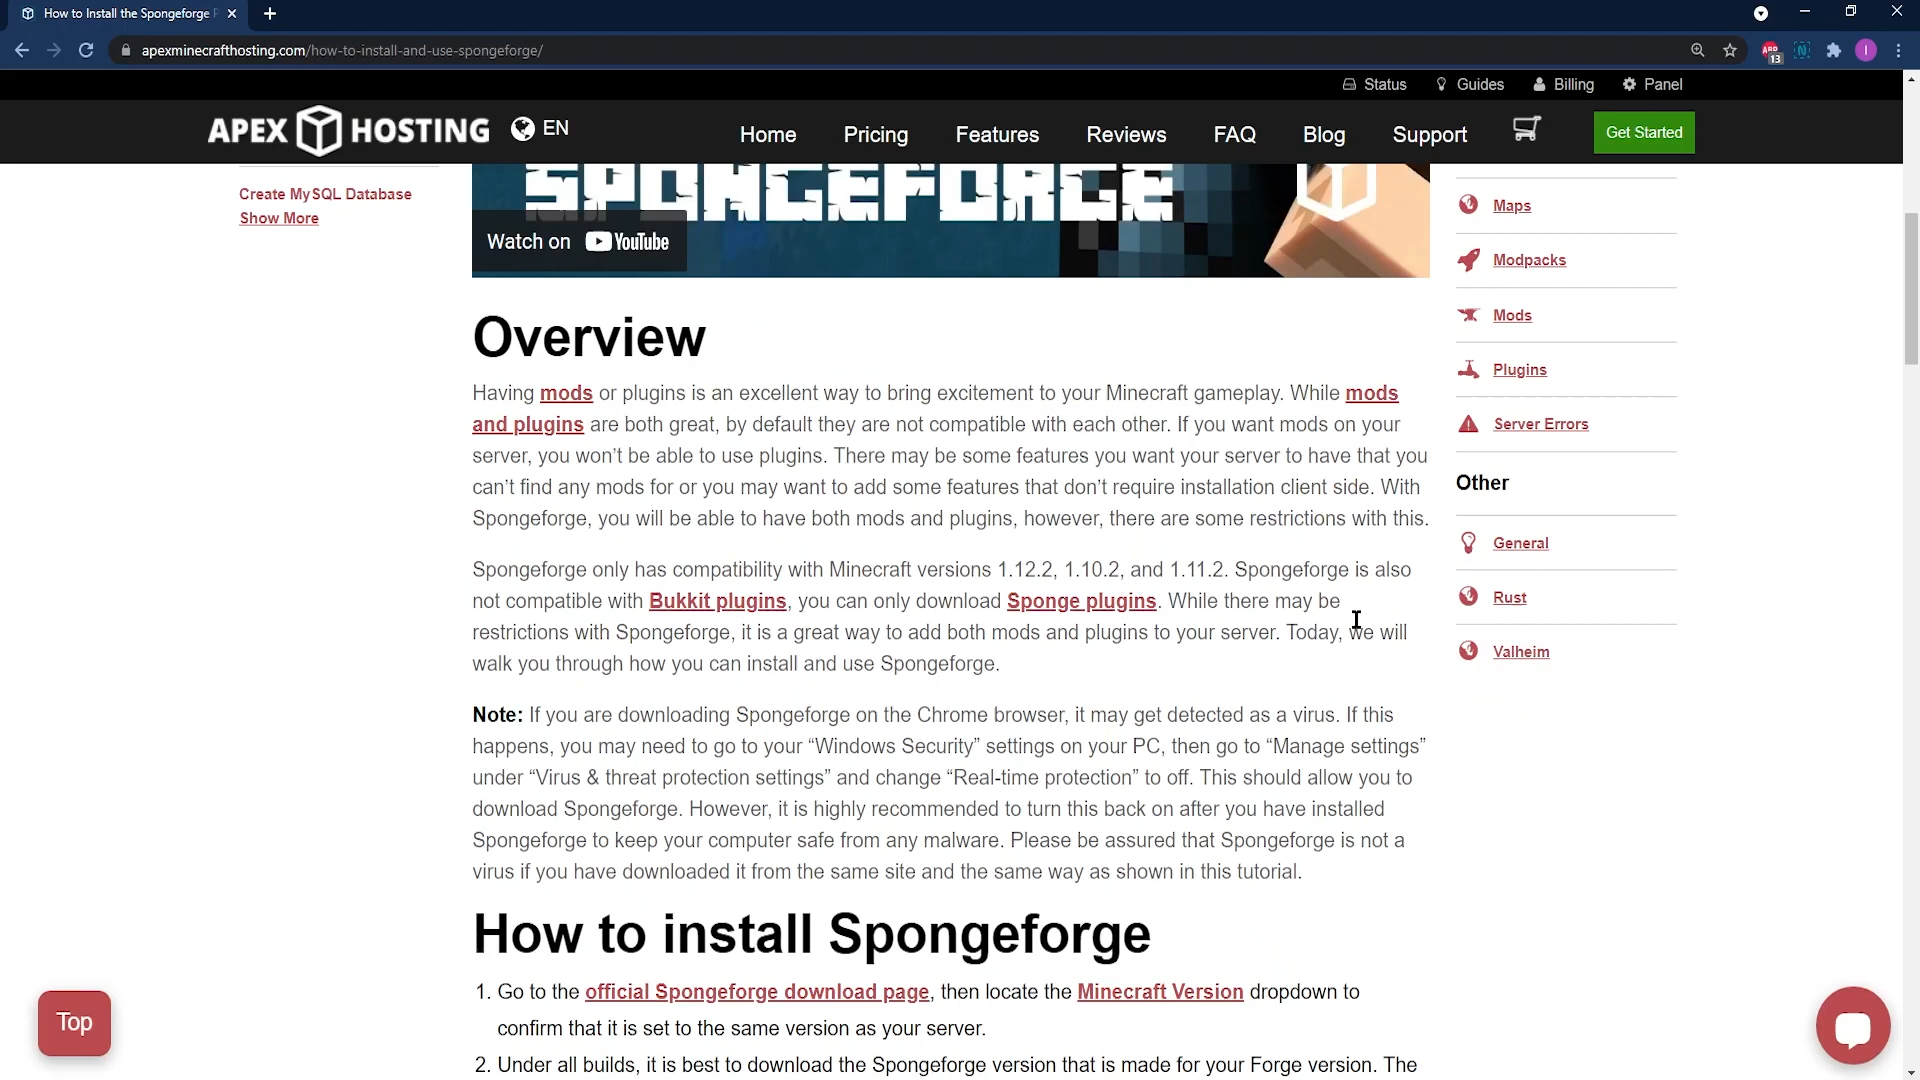 How to Install the Spongeforge P
apexminecrafthosting.com/how-to-install-and-use-spongeforge/
ABP
13
N
I
Status
Guides
Billing
Panel
APEX HOSTING
EN
Home
Pricing
Features
Reviews
FAQ
Blog
Support
Get Started
Create MySQL Database
Show More
SPONGEFORGE
Watch on YouTube
Overview
Having mods or plugins is an excellent way to bring excitement to your Minecraft gameplay. While mods
and plugins are both great, by default they are not compatible with each other. If you want mods on your
server, you won’t be able to use plugins. There may be some features you want your server to have that you
can’t find any mods for or you may want to add some features that don’t require installation client side. With
Spongeforge, you will be able to have both mods and plugins, however, there are some restrictions with this.
Spongeforge only has compatibility with Minecraft versions 1.12.2, 1.10.2, and 1.11.2. Spongeforge is also
not compatible with Bukkit plugins, you can only download Sponge plugins. While there may be
restrictions with Spongeforge, it is a great way to add both mods and plugins to your server. Today, we will
walk you through how you can install and use Spongeforge.
Note: If you are downloading Spongeforge on the Chrome browser, it may get detected as a virus. If this
happens, you may need to go to your “Windows Security” settings on your PC, then go to “Manage settings”
under “Virus & threat protection settings” and change “Real-time protection” to off. This should allow you to
download Spongeforge. However, it is highly recommended to turn this back on after you have installed
Spongeforge to keep your computer safe from any malware. Please be assured that Spongeforge is not a
virus if you have downloaded it from the same site and the same way as shown in this tutorial.
How to install Spongeforge
1. Go to the official Spongeforge download page, then locate the Minecraft Version dropdown to
confirm that it is set to the same version as your server.
2. Under all builds, it is best to download the Spongeforge version that is made for your Forge version. The
Maps
Modpacks
Mods
Plugins
Server Errors
Other
General
Rust
Valheim
Top